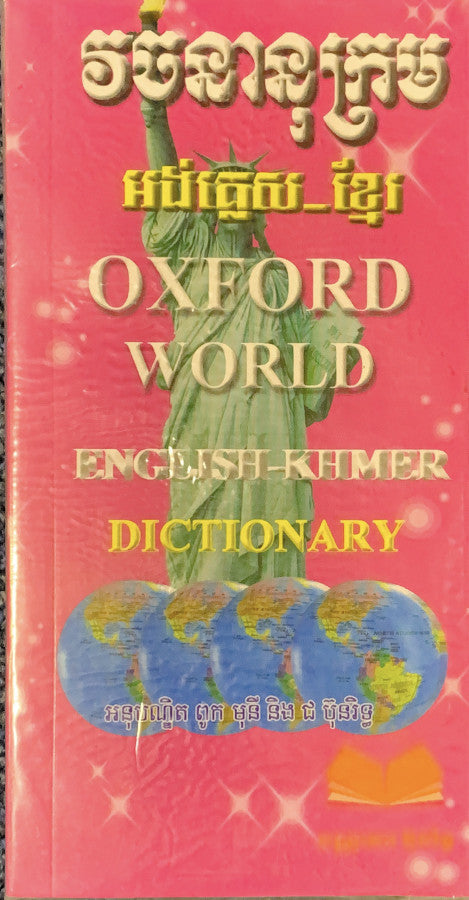 វចនានុក្រម
អង់គ្លេស_ខ្មែរ
OXFORD
WORLD
ENGLISH-KHMER
DICTIONARY
អនុបណ្ឌិត ពូក មុនី និង ជ ប៊ុនរិទ្ធ